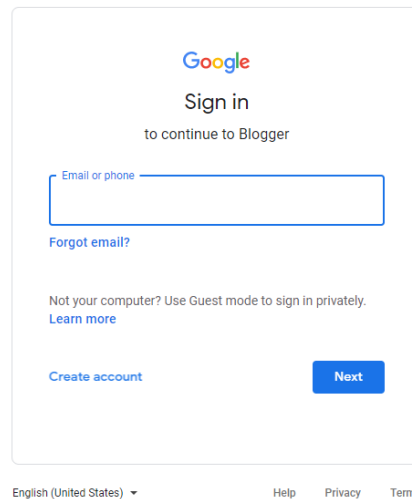 Google
Sign in
to continue to Blogger
Email or phone
Forgot email?
Not your computer? Use Guest mode to sign in privately.
Learn more
Create account
Next
English (United States)
Help
Privacy
Term